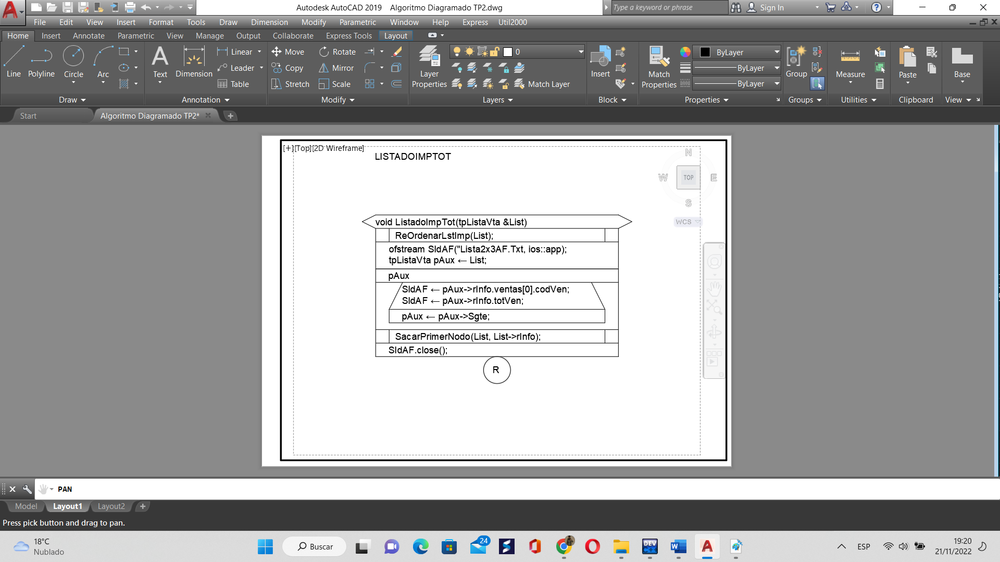 Autodesk AutoCAD 2019 Algoritmo Diagramado TP2.dwg
Type a keyword or phrase
Sign In
File Edit View Insert Format Tools Draw Dimension Modify Parametric Window Help Express Util2000
Home Insert Annotate Parametric View Manage Output Collaborate Express Tools Layout
Line Polyline Circle Arc
Text Dimension
Linear
Leader
Table
Move Rotate
Copy Mirror
Stretch Scale
Layer Properties
0
Match Layer
Insert
Match Properties
ByLayer
ByLayer
ByLayer
Group
Measure
Paste
Base
Draw Annotation Modify Layers Block Properties Groups Utilities Clipboard View
Start Algoritmo Diagramado TP2*
[+][Top][2D Wireframe]
LISTADOIMPTOT
N
W TOP E
S
WCS
void ListadoImpTot(tpListaVta &List)
ReOrdenarLstImp(List);
ofstream SldAF("Lista2x3AF.Txt, ios::app);
tpListaVta pAux ← List;
pAux
SldAF ← pAux->rInfo.ventas[0].codVen;
SldAF ← pAux->rInfo.totVen;
pAux ← pAux->Sgte;
SacarPrimerNodo(List, List->rInfo);
SldAF.close();
R
PAN
Model Layout1 Layout2
Press pick button and drag to pan.
18°C
Nublado
Buscar
24
DEV C++
ESP
19:20
21/11/2022